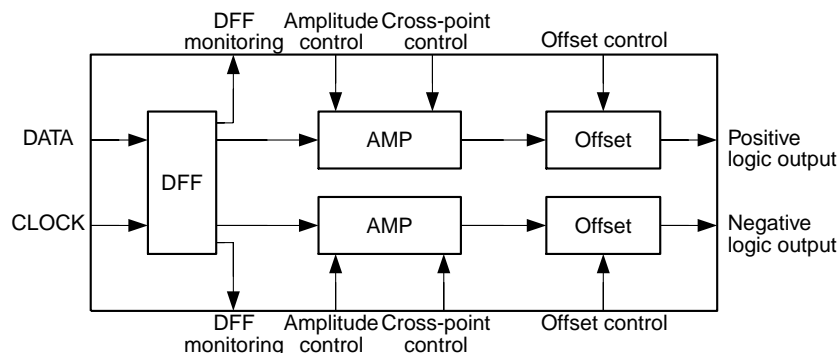 DFF
monitoring
Amplitude
control
Cross-point
control
Offset control
DATA
DFF
AMP
Offset
Positive
logic output
CLOCK
AMP
Offset
Negative
logic output
DFF
monitoring
Amplitude
control
Cross-point
control
Offset control